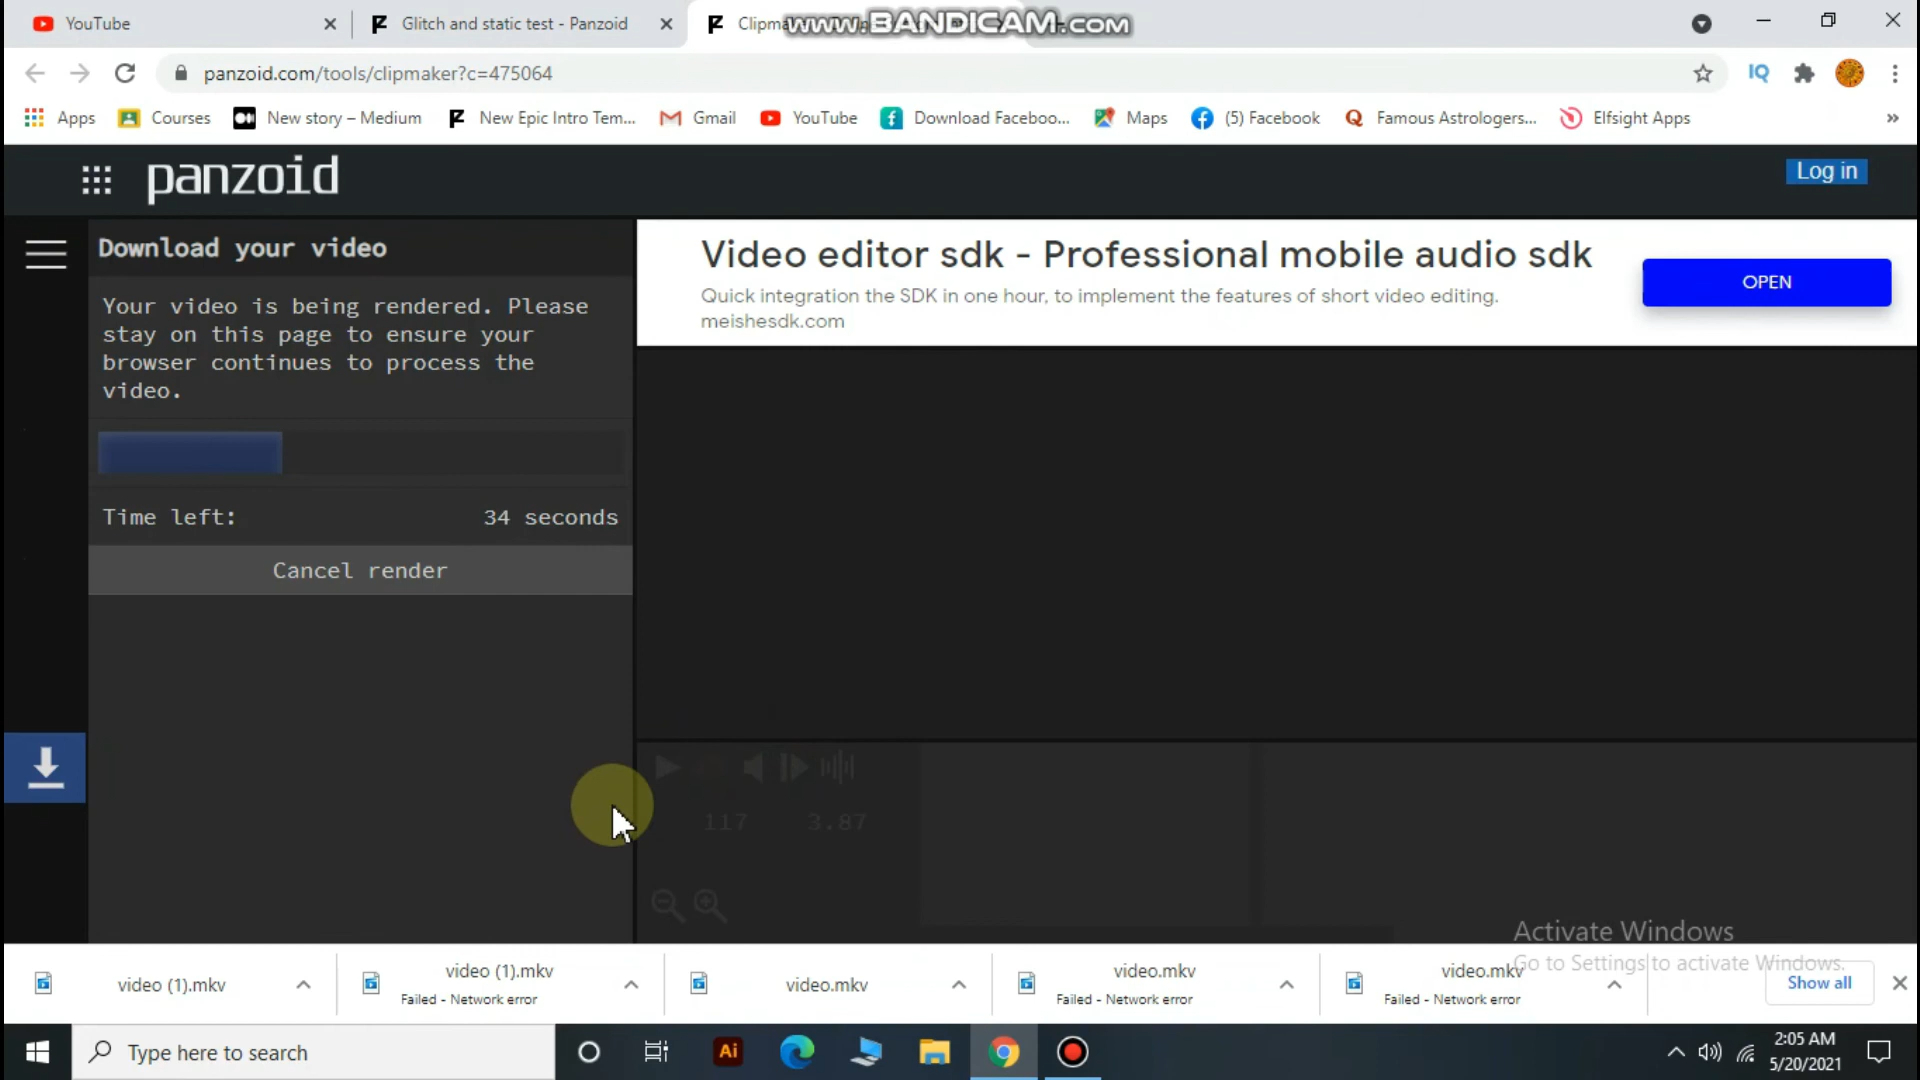 YouTube
Glitch and static test - Panzoid
www.BANDICAM.com
panzoid.com/tools/clipmaker?c=475064
IQ
Apps
Courses
New story – Medium
New Epic Intro Tem...
Gmail
YouTube
Download Faceboo...
Maps
(5) Facebook
Famous Astrologers...
Elfsight Apps
»
panzoid
Log in
Download your video
Your video is being rendered. Please
stay on this page to ensure your
browser continues to process the
video.
Time left: 34 seconds
Cancel render
Video editor sdk - Professional mobile audio sdk
Quick integration the SDK in one hour, to implement the features of short video editing.
meishesdk.com
OPEN
117 3.87
Activate Windows
Go to Settings to activate Windows.
video (1).mkv
video (1).mkv
Failed - Network error
video.mkv
video.mkv
Failed - Network error
video.mkv
Failed - Network error
Show all
Type here to search
Ai
2:05 AM
5/20/2021